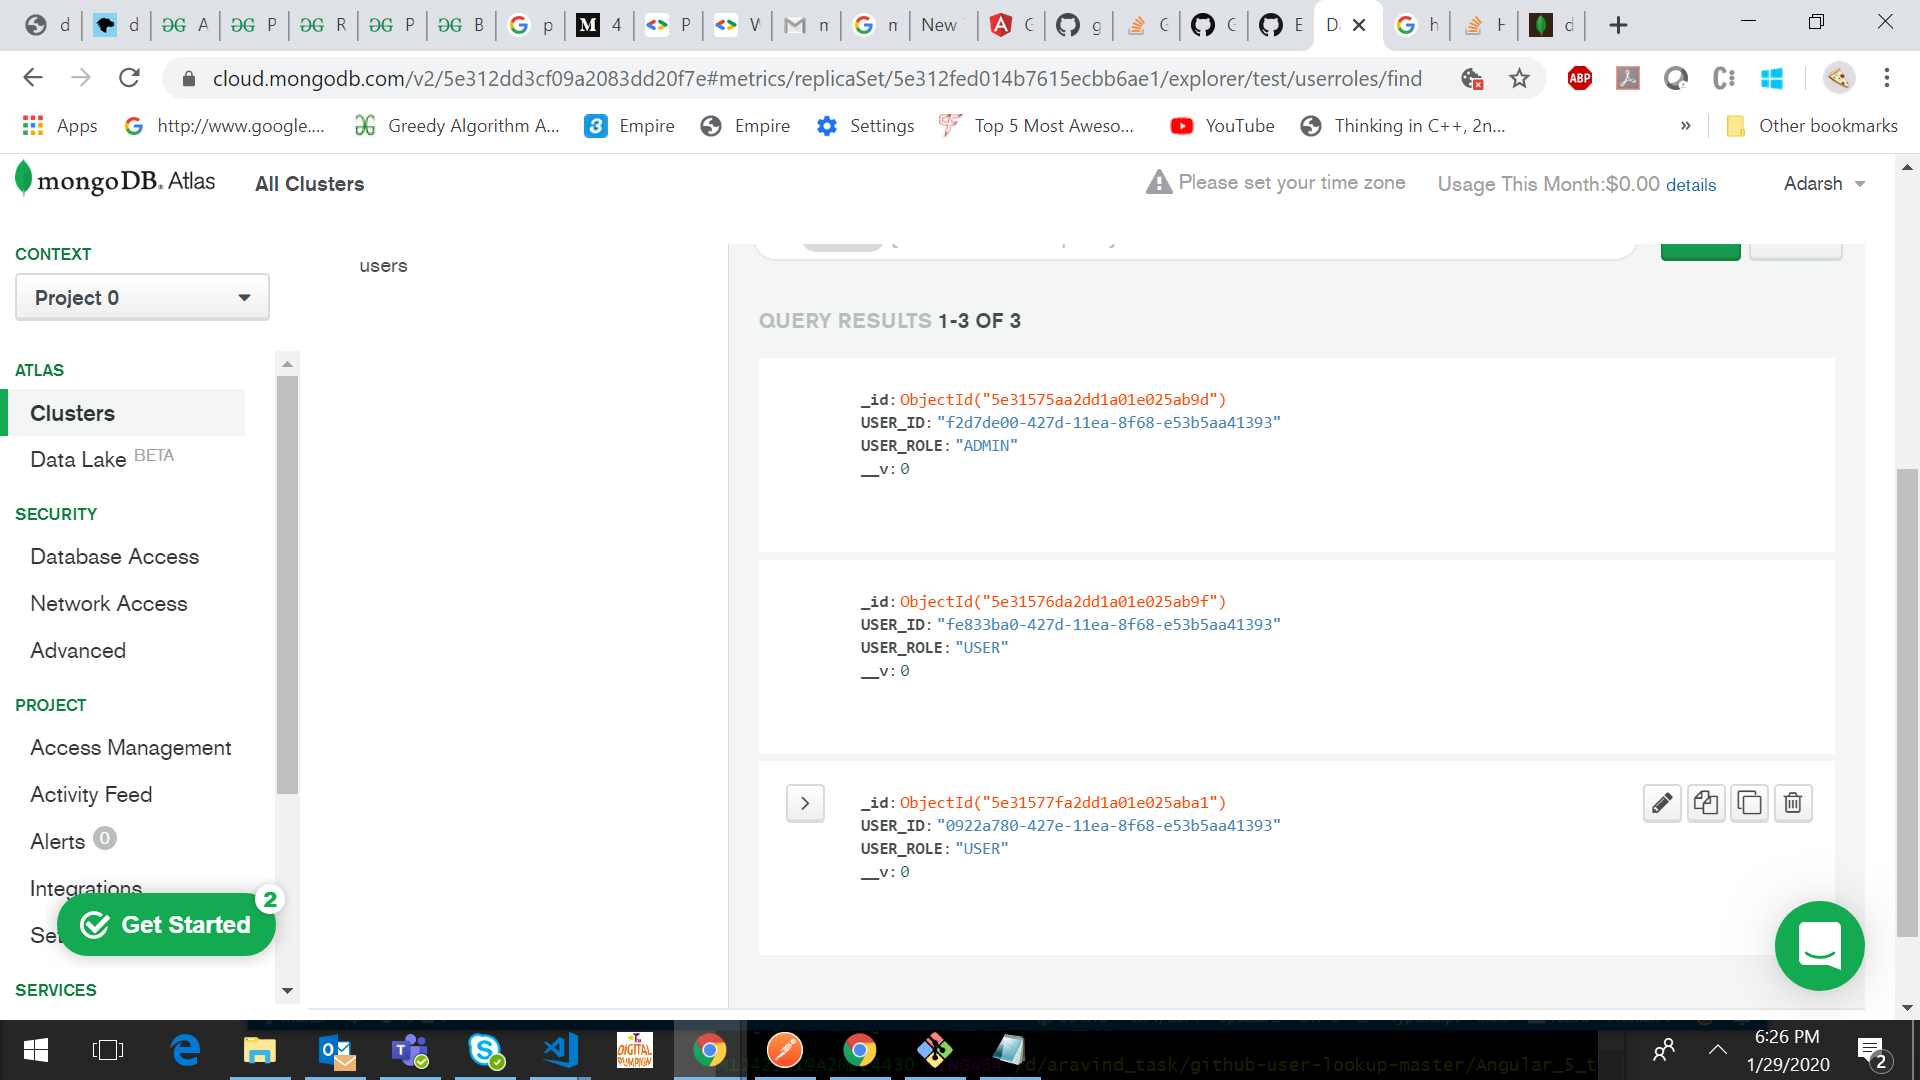 d d A P R P B p M 4 P V m n New G g C G E D h H d
cloud.mongodb.com/v2/5e312dd3cf09a2083dd20f7e#metrics/replicaSet/5e312fed014b7615ecbb6ae1/explorer/test/userroles/find
ABP
Apps http://www.google.... Greedy Algorithm A... Empire Empire Settings Top 5 Most Aweso... YouTube Thinking in C++, 2n... » Other bookmarks
mongoDB. Atlas All Clusters Please set your time zone Usage This Month:$0.00 details Adarsh
CONTEXT
Project 0
users
QUERY RESULTS 1-3 OF 3
ATLAS
Clusters
Data Lake BETA
SECURITY
Database Access
Network Access
Advanced
PROJECT
Access Management
Activity Feed
Alerts 0
Integrations
Get Started 2
SERVICES
_id: ObjectId("5e31575aa2dd1a01e025ab9d")
USER_ID: "f2d7de00-427d-11ea-8f68-e53b5aa41393"
USER_ROLE: "ADMIN"
__v: 0
_id: ObjectId("5e31576da2dd1a01e025ab9f")
USER_ID: "fe833ba0-427d-11ea-8f68-e53b5aa41393"
USER_ROLE: "USER"
__v: 0
_id: ObjectId("5e31577fa2dd1a01e025aba1")
USER_ID: "0922a780-427e-11ea-8f68-e53b5aa41393"
USER_ROLE: "USER"
__v: 0
DIGITAL
/d/aravind_task/github-user-lookup-master/Angular_5_t
6:26 PM
1/29/2020
2